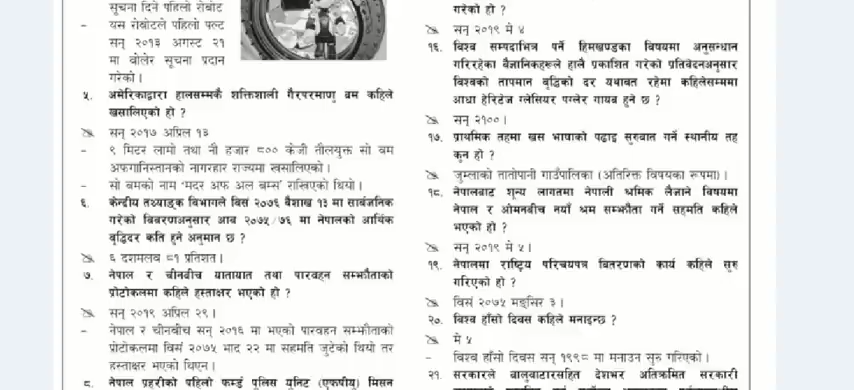 सूचना दिने पहिलो रोबोट
– यस रोबोटले पहिलो पल्ट
सन् २०१३ अगस्ट २१
मा बोलेर सूचना प्रदान
गरेको ।
५. अमेरिकाद्वारा हालसम्मकै शक्तिशाली गैरपरमाणु बम कहिले
खसालिएको हो ?
सन् २०१७ अप्रिल १३
– ९ मिटर लामो तथा नौ हजार ८०० केजी तौलयुक्त सो बम
अफगानिस्तानको नागरहार राज्यमा खसालिएको ।
– सो बमको नाम 'मदर अफ अल बम्स' राखिएको थियो ।
६. केन्द्रीय तथ्याङ्क विभागले विसं २०७६ वैशाख १३ मा सार्वजनिक
गरेको विवरणअनुसार आव २०७५/७६ मा नेपालको आर्थिक
वृद्धिदर कति हुने अनुमान छ ?
६ दशमलव ८१ प्रतिशत ।
७. नेपाल र चीनबीच यातायात तथा पारवहन सम्झौताको
प्रोटोकलमा कहिले हस्ताक्षर भएको हो ?
सन् २०१९ अप्रिल २९ ।
– नेपाल र चीनबीच सन् २०१६ मा भएको पारवहन सम्झौताको
प्रोटोकलमा विसं २०७५ भाद २२ मा सहमति जुटेको थियो तर
हस्ताक्षर भएको थिएन ।
८. नेपाल प्रहरीको पहिलो फर्म्ड पुलिस युनिट (एफपीयु) मिसन
गरेको हो ?
सन् २०१९ मे ४
१६. विश्व सम्पदाभित्र पर्ने हिमखण्डका विषयमा अनुसन्धान
गरिरहेका वैज्ञानिकहरूले हालै प्रकाशित गरेको प्रतिवेदनअनुसार
विश्वको तापमान वृद्धिको दर यथावत रहेमा कहिलेसम्ममा
आधा हेरिटेज ग्लेसियर पग्लेर गायब हुने छ ?
सन् २१०० ।
१७. प्राथमिक तहमा खस भाषाको पढाइ सुरुवात गर्ने स्थानीय तह
कुन हो ?
जुम्लाको तातोपानी गाउँपालिका (अतिरिक्त विषयका रूपमा) ।
१८. नेपालबाट शून्य लागतमा नेपाली श्रमिक लैजाने विषयमा
नेपाल र ओमनबीच नयाँ श्रम सम्झौता गर्ने सहमति कहिले
भएको हो ?
सन् २०१९ मे ५ ।
१९. नेपालमा राष्ट्रिय परिचयपत्र वितरणको कार्य कहिले सुरु
गरिएको हो ?
विसं २०७५ मङ्सिर ३ ।
२०. विश्व हाँसो दिवस कहिले मनाइन्छ ?
मे ५
– विश्व हाँसो दिवस सन् १९९८ मा मनाउन सुरु गरिएको ।
२१. सरकारले बालुवाटारसहित देशभर अतिक्रमित सरकारी